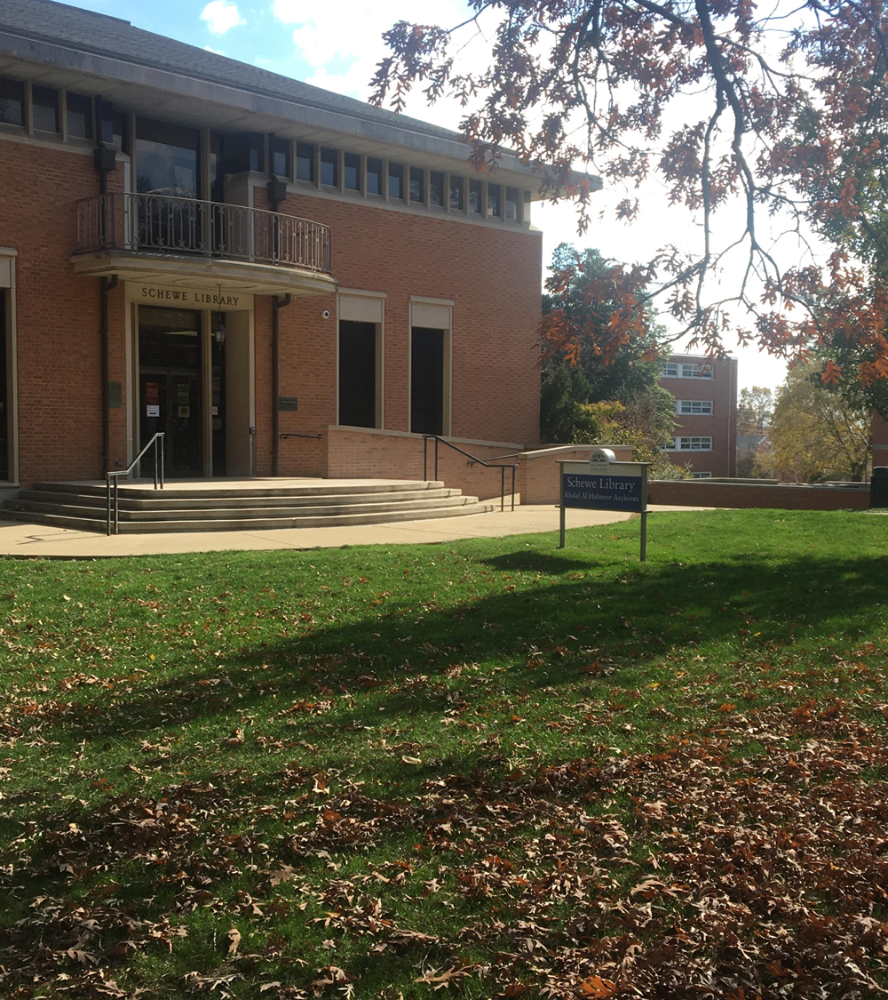 SCHEWE LIBRARY
Schewe Library
Khalaf Al Habtoor Archives